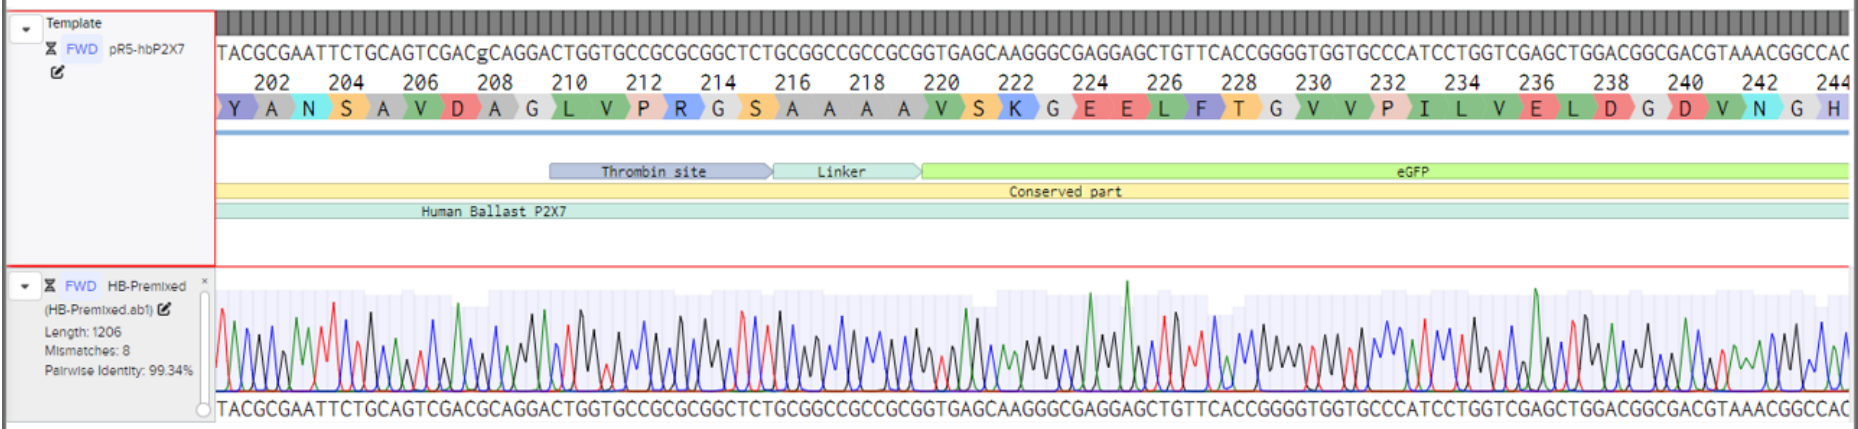 Template
FWD pR5-hbP2X7
TACGCGAATTCTGCAGTCGACgCAGGACTGGTGCCGCGCGGCTCTGCGGCCGCCGCGGTGAGCAAGGGCGAGGAGCTGTTCACCGGGGTGGTGCCCATCCTGGTCGAGCTGGACGGCGACGTAAACGGCCAC
202 204 206 208 210 212 214 216 218 220 222 224 226 228 230 232 234 236 238 240 242 244
Y A N S A V D A G L V P R G S A A A A V S K G E E L F T G V V P I L V E L D G D V N G H
Thrombin site Linker eGFP
Conserved part
Human Ballast P2X7
FWD HB-Premixed ×
(HB-Premixed.ab1)
Length: 1206
Mismatches: 8
Pairwise Identity: 99.34%
TACGCGAATTCTGCAGTCGACGCAGGACTGGTGCCGCGCGGCTCTGCGGCCGCCGCGGTGAGCAAGGGCGAGGAGCTGTTCACCGGGGTGGTGCCCATCCTGGTCGAGCTGGACGGCGACGTAAACGGCCAC